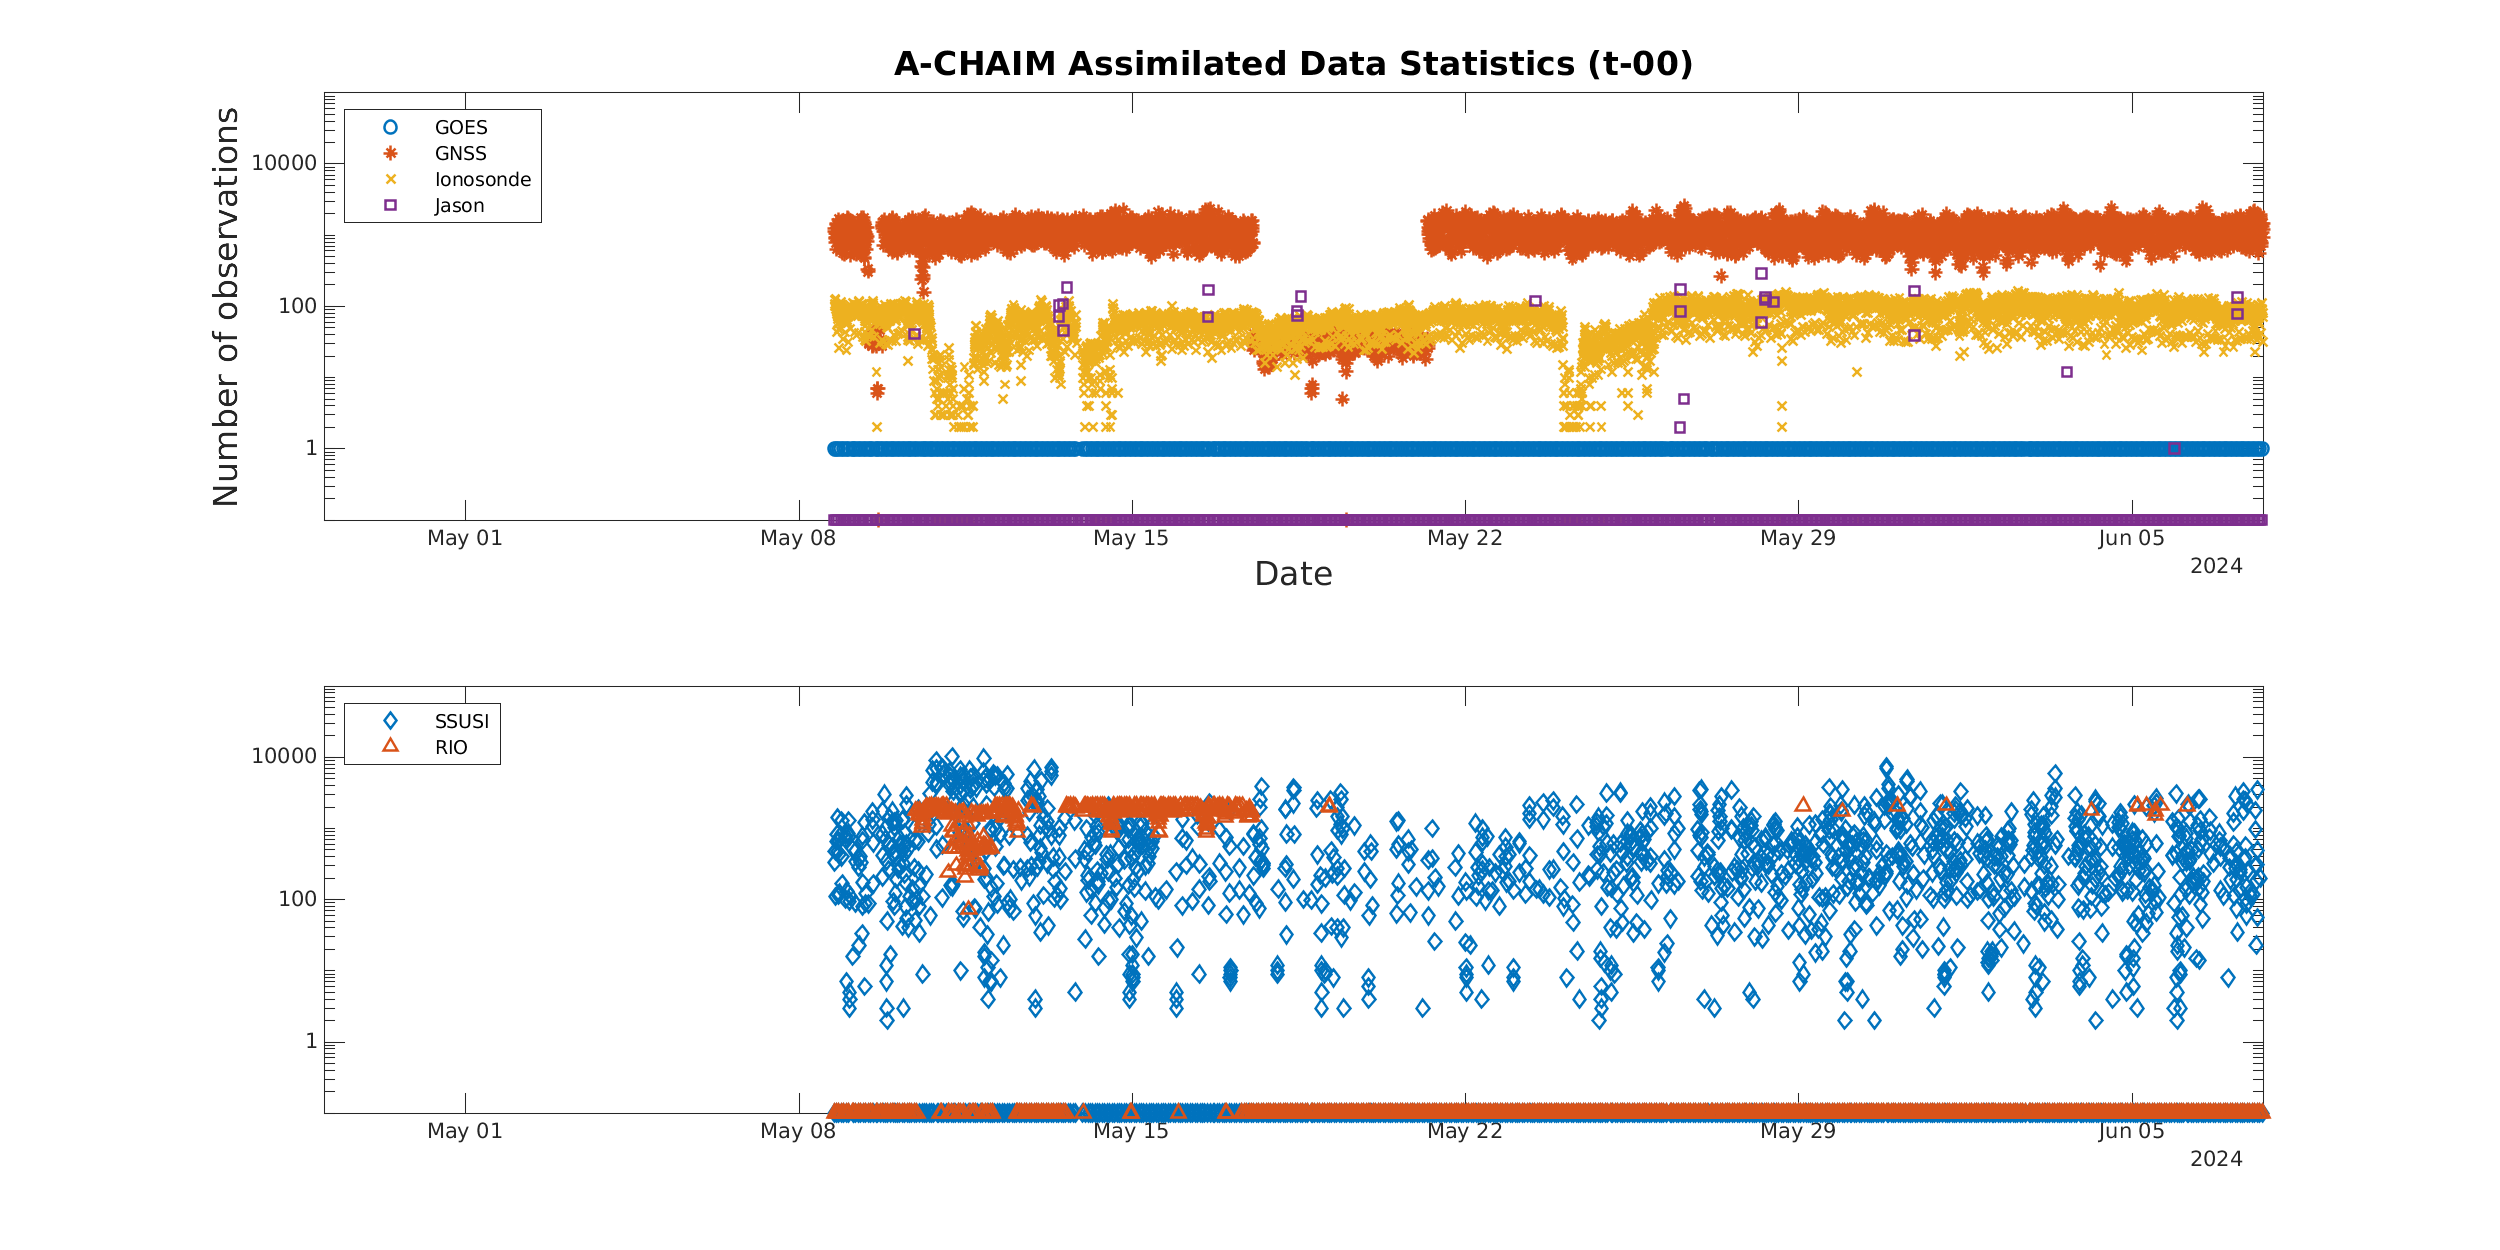 A-CHAIM Assimilated Data Statistics (t-00)
Number of observations
10000
100
1
GOES
GNSS
Ionosonde
Jason
May 01
May 08
May 15
May 22
May 29
Jun 05
2024
Date
10000
100
1
SSUSI
RIO
May 01
May 08
May 15
May 22
May 29
Jun 05
2024